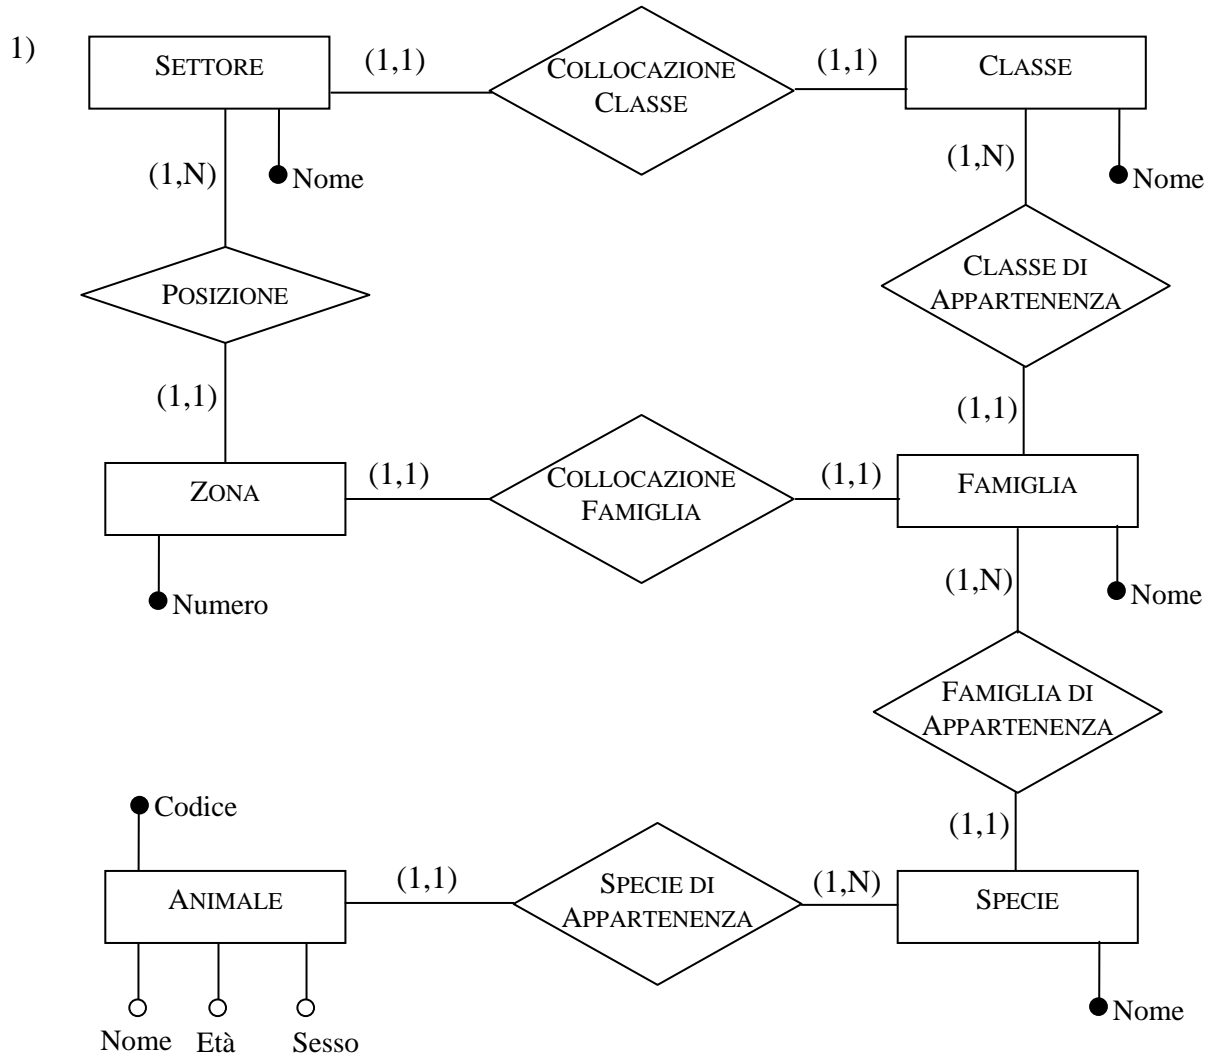 1)
SETTORE
(1,1)
COLLOCAZIONE
CLASSE
(1,1)
CLASSE
(1,N)
Nome
(1,N)
Nome
POSIZIONE
CLASSE DI
APPARTENENZA
(1,1)
(1,1)
ZONA
(1,1)
COLLOCAZIONE
FAMIGLIA
(1,1)
FAMIGLIA
Numero
(1,N)
Nome
FAMIGLIA DI
APPARTENENZA
Codice
(1,1)
ANIMALE
(1,1)
SPECIE DI
APPARTENENZA
(1,N)
SPECIE
Nome
Età
Sesso
Nome